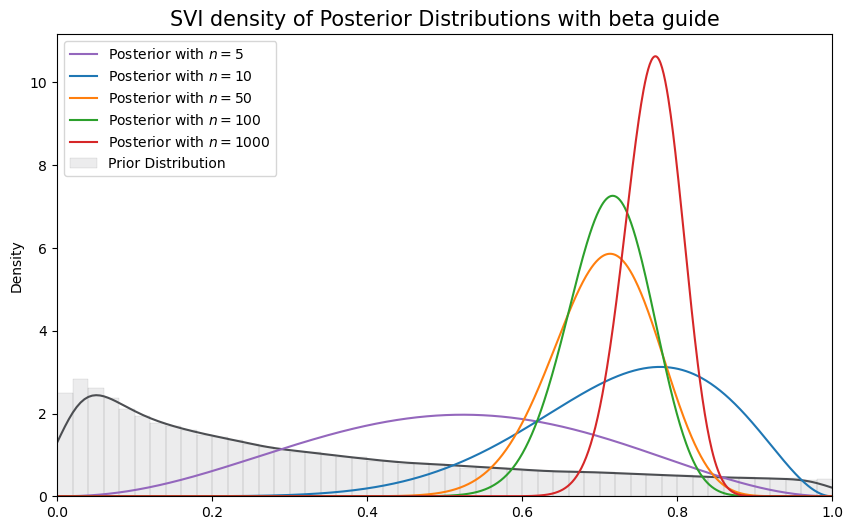 SVI density of Posterior Distributions with beta guide
Posterior with n = 5
Posterior with n = 10
Posterior with n = 50
Posterior with n = 100
Posterior with n = 1000
Prior Distribution
Density
10
8
6
4
2
0
0.0 0.2 0.4 0.6 0.8 1.0